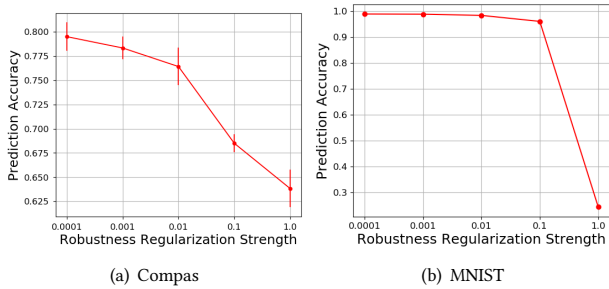 Prediction Accuracy
0.800
0.775
0.750
0.725
0.700
0.675
0.650
0.625
0.0001 0.001 0.01 0.1 1.0
Robustness Regularization Strength
(a) Compas
Prediction Accuracy
1.0
0.9
0.8
0.7
0.6
0.5
0.4
0.3
0.0001 0.001 0.01 0.1 1.0
Robustness Regularization Strength
(b) MNIST